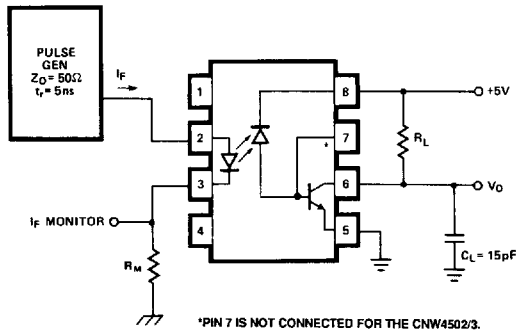 PULSE
GEN
Z₀ = 50Ω
tᵣ = 5ns
I_F
1
2
3
4
8
7
*
6
5
+5V
R_L
V_O
C_L = 15pF
I_F MONITOR
R_M
*PIN 7 IS NOT CONNECTED FOR THE CNW4502/3.